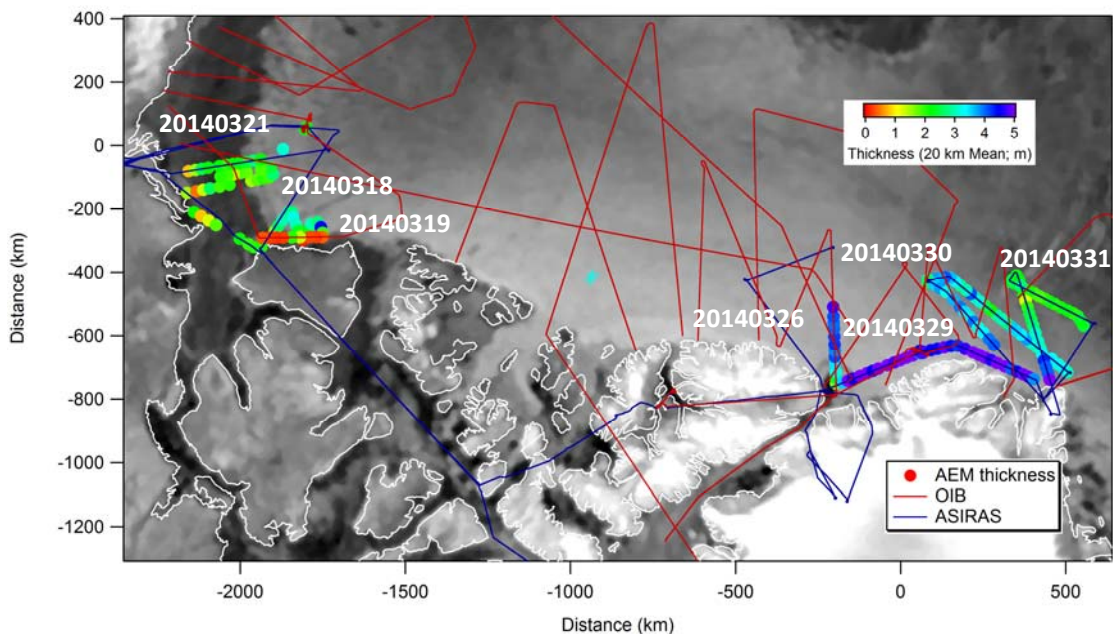 400
200
0
-200
-400
-600
-800
-1000
-1200
Distance (km)
20140321
20140318
20140319
20140326
20140330
20140329
20140331
0 1 2 3 4 5
Thickness (20 km Mean; m)
AEM thickness
OIB
ASIRAS
-2000 -1500 -1000 -500 0 500
Distance (km)